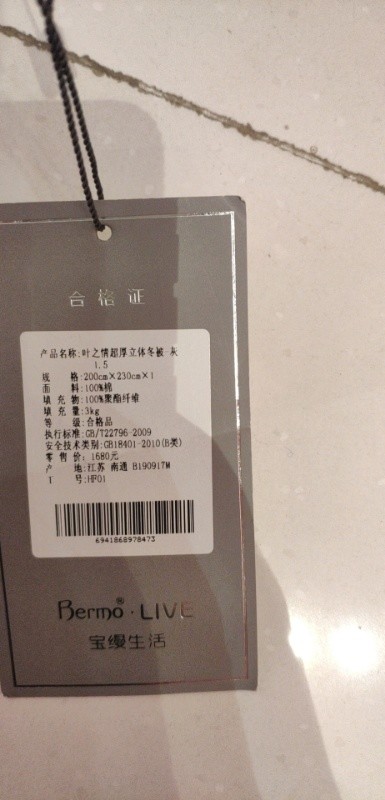 合格证
产品名称:叶之情超厚立体冬被-灰
1.5
规 格:200cm×230cm×1
面 料:100%棉
填 充 物:100%聚酯纤维
填 充 量:3kg
等 级:合格品
执行标准:GB/T22796-2009
安全技术类别:GB18401-2010(B类)
零 售 价:1680元
产 地:江苏 南通 B190917M
T 号:HF01
6941868978473
Bermo®·LIVE
宝缦生活